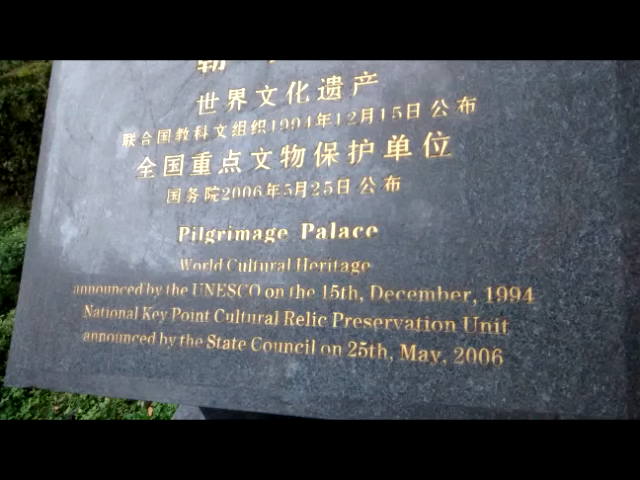 世界文化遗产
联合国教科文组织1994年12月15日公布
全国重点文物保护单位
国务院2006年5月25日公布
Pilgrimage Palace
World Cultural Heritage
announced by the UNESCO on the 15th, December, 1994
National Key Point Cultural Relic Preservation Unit
announced by the State Council on 25th, May, 2006